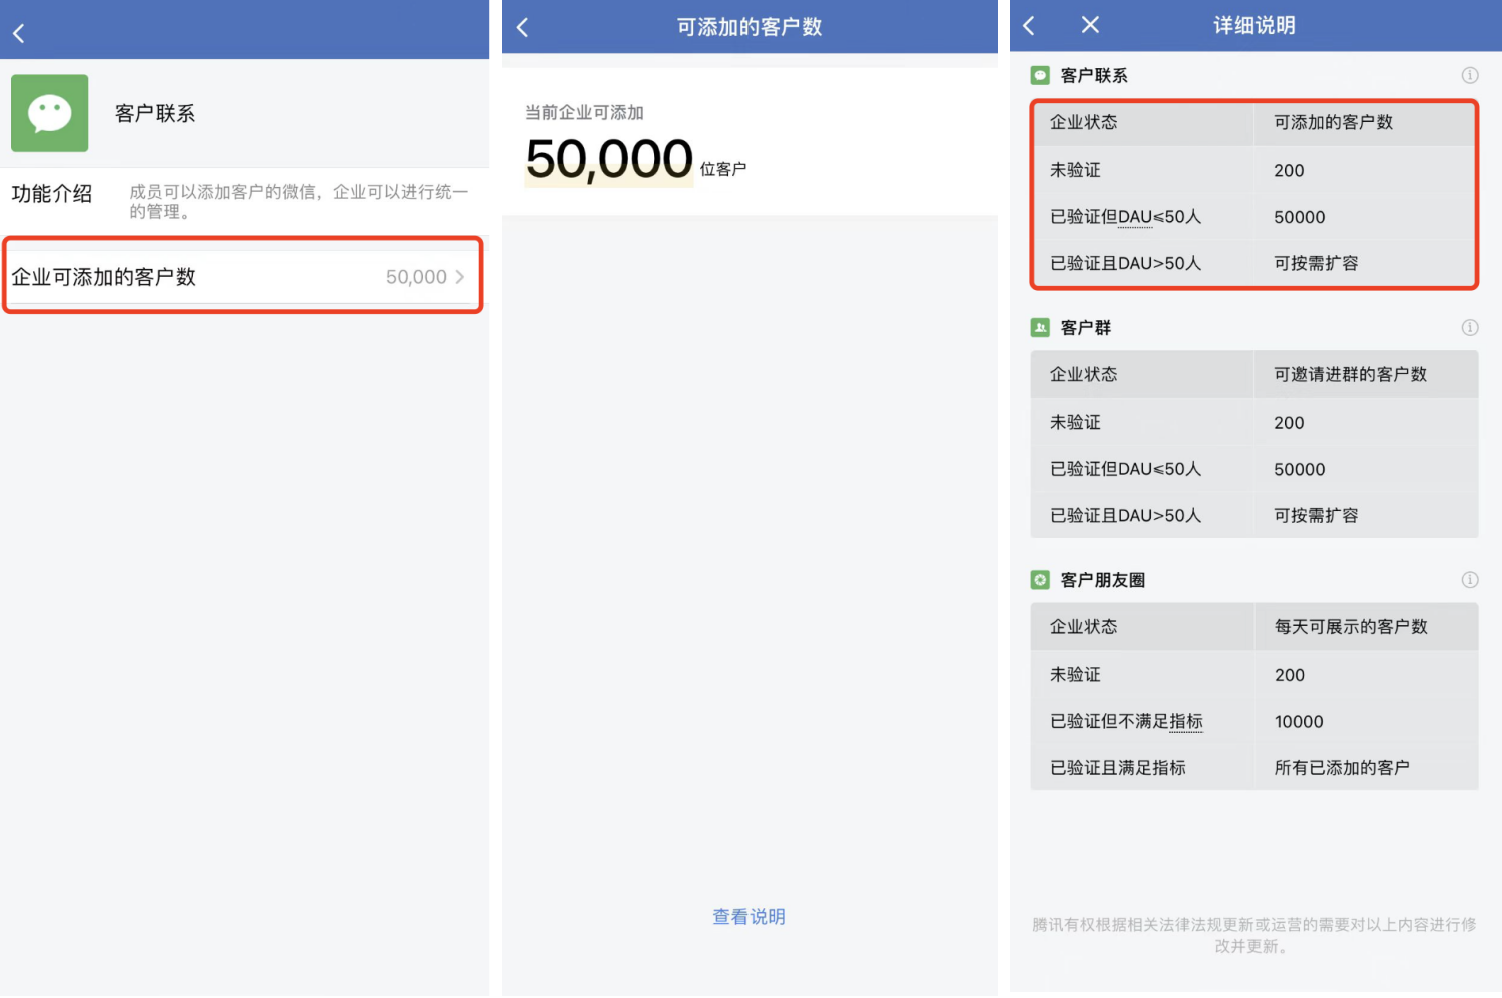 客户联系
功能介绍
成员可以添加客户的微信，企业可以进行统一
的管理。
企业可添加的客户数
50,000
可添加的客户数
当前企业可添加
50,000 位客户
查看说明
详细说明
客户联系
企业状态 可添加的客户数
未验证 200
已验证但DAU≤50人 50000
已验证且DAU>50人 可按需扩容
客户群
企业状态 可邀请进群的客户数
未验证 200
已验证但DAU≤50人 50000
已验证且DAU>50人 可按需扩容
客户朋友圈
企业状态 每天可展示的客户数
未验证 200
已验证但不满足指标 10000
已验证且满足指标 所有已添加的客户
腾讯有权根据相关法律法规更新或运营的需要对以上内容进行修
改并更新。